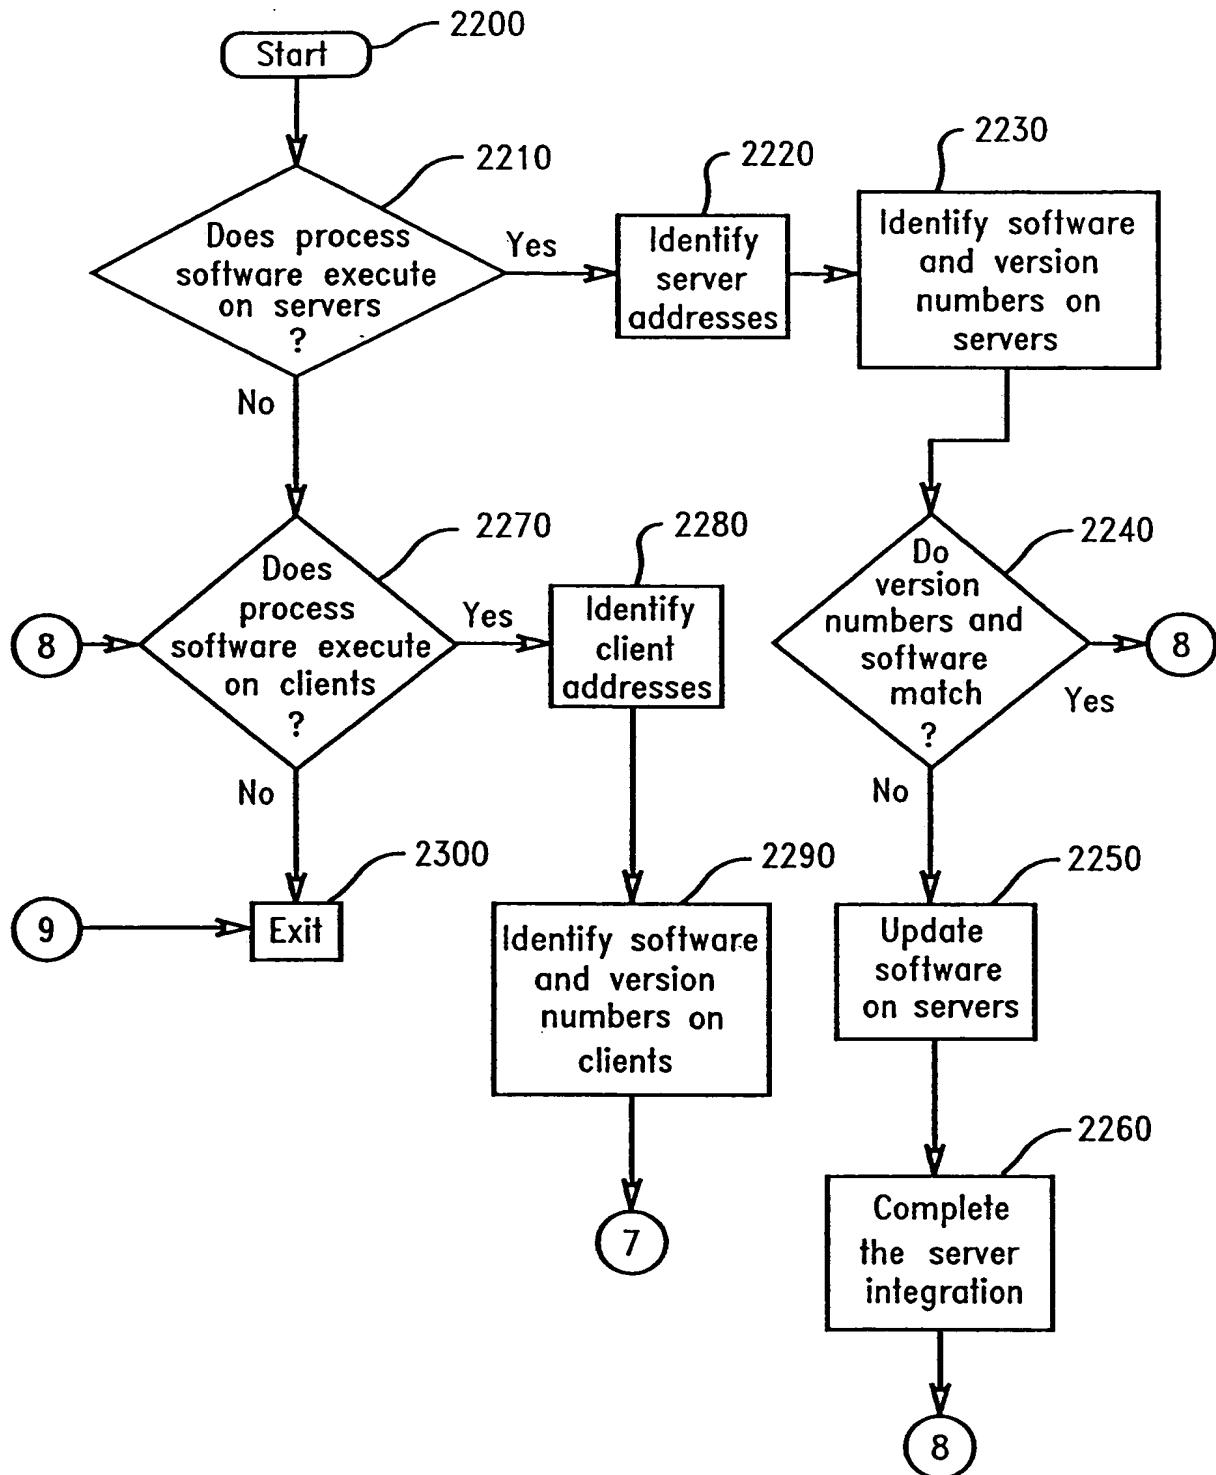 Start
2200
2210
Does process
software execute
on servers
?
Yes
No
2220
Identify
server
addresses
2230
Identify software
and version
numbers on
servers
2240
Do
version
numbers and
software
match
?
Yes
8
No
2250
Update
software
on servers
2260
Complete
the server
integration
8
8
2270
Does
process
software execute
on clients
?
Yes
No
2280
Identify
client
addresses
2290
Identify software
and version
numbers on
clients
7
9
2300
Exit